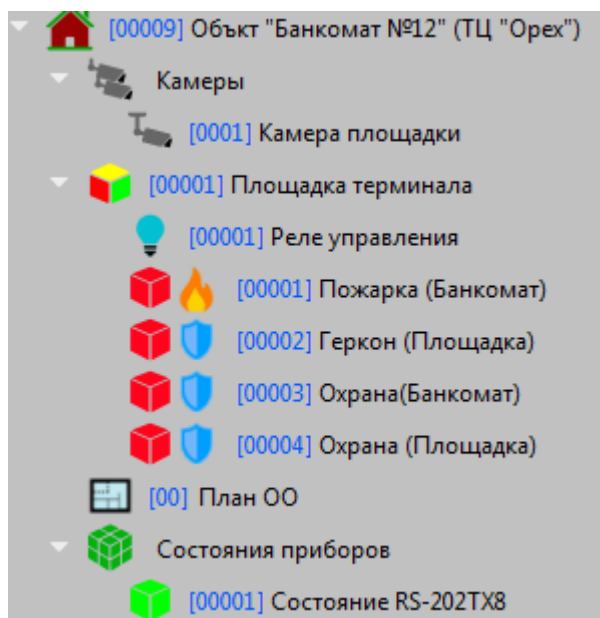 [00009] Объкт "Банкомат №12" (ТЦ "Орех")
Камеры
[0001] Камера площадки
[00001] Площадка терминала
[00001] Реле управления
[00001] Пожарка (Банкомат)
[00002] Геркон (Площадка)
[00003] Охрана(Банкомат)
[00004] Охрана (Площадка)
[00] План ОО
Состояния приборов
[00001] Состояние RS-202TX8